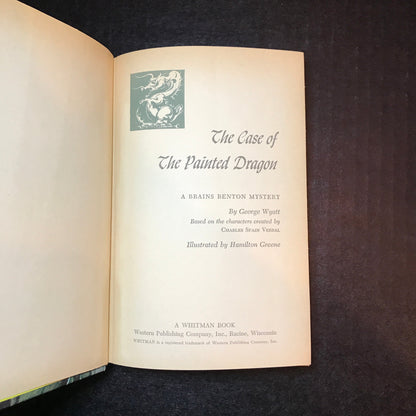 The Case of
The Painted Dragon
A BRAINS BENTON MYSTERY
By George Wyatt
Based on the characters created by
CHARLES SPAIN VERRAL
Illustrated by Hamilton Greene
A WHITMAN BOOK
Western Publishing Company, Inc., Racine, Wisconsin
WHITMAN is a registered trademark of Western Publishing Company, Inc.